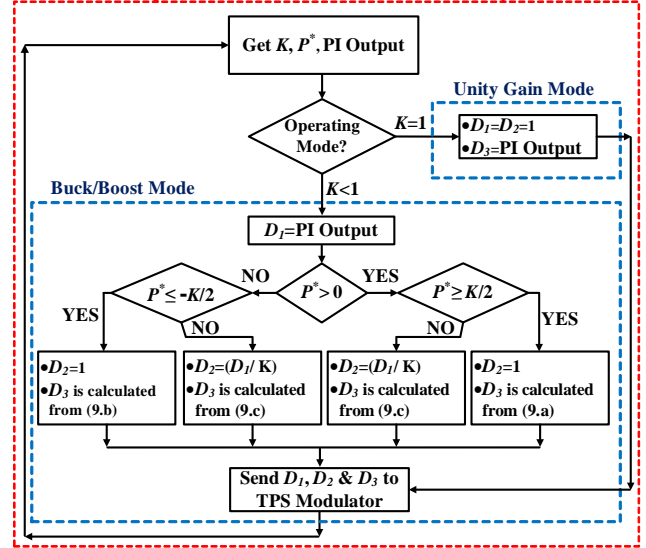 Get K, P*, PI Output
Unity Gain Mode
Operating
Mode?
K=1
•D1=D2=1
•D3=PI Output
Buck/Boost Mode
K<1
D1=PI Output
NO
YES
P*≤ -K/2
P*> 0
P*≥ K/2
YES
NO
NO
YES
•D2=1
•D3 is calculated
from (9.b)
•D2=(D1/ K)
•D3 is calculated
from (9.c)
•D2=(D1/ K)
•D3 is calculated
from (9.c)
•D2=1
•D3 is calculated
from (9.a)
Send D1, D2 & D3 to
TPS Modulator